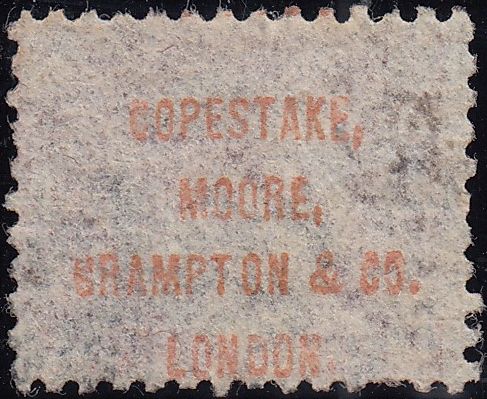 COPESTAKE,
MOORE,
CRAMPTON & CO.
LONDON.